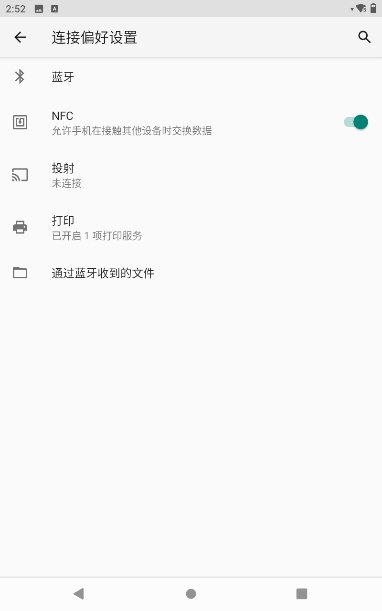 2:52
连接偏好设置
蓝牙
NFC
允许手机在接触其他设备时交换数据
投射
未连接
打印
已开启 1 项打印服务
通过蓝牙收到的文件